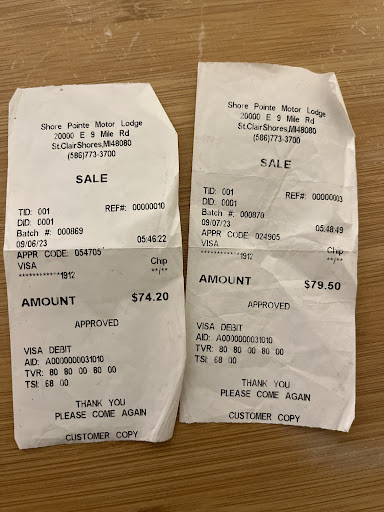 Shore Pointe Motor Lodge
20000 E 9 Mile Rd
St.ClairShores,MI48080
(586)773-3700
SALE
TID: 001 REF#: 00000010
DID: 0001
Batch #: 000869
09/06/23 05:46:22
APPR CODE: 054705
VISA Chip
************1912 **/**
AMOUNT $74.20
APPROVED
VISA DEBIT
AID: A0000000031010
TVR: 80 80 00 80 00
TSI: 68 00
THANK YOU
PLEASE COME AGAIN
CUSTOMER COPY
Shore Pointe Motor Lodge
20000 E 9 Mile Rd
St.ClairShores,MI48080
(586)773-3700
SALE
TID: 001 REF#: 00000003
DID: 0001
Batch #: 000870
09/07/23 05:48:49
APPR CODE: 024905
VISA Chip
************1912 **/**
AMOUNT $79.50
APPROVED
VISA DEBIT
AID: A0000000031010
TVR: 80 80 00 80 00
TSI: 68 00
THANK YOU
PLEASE COME AGAIN
CUSTOMER COPY